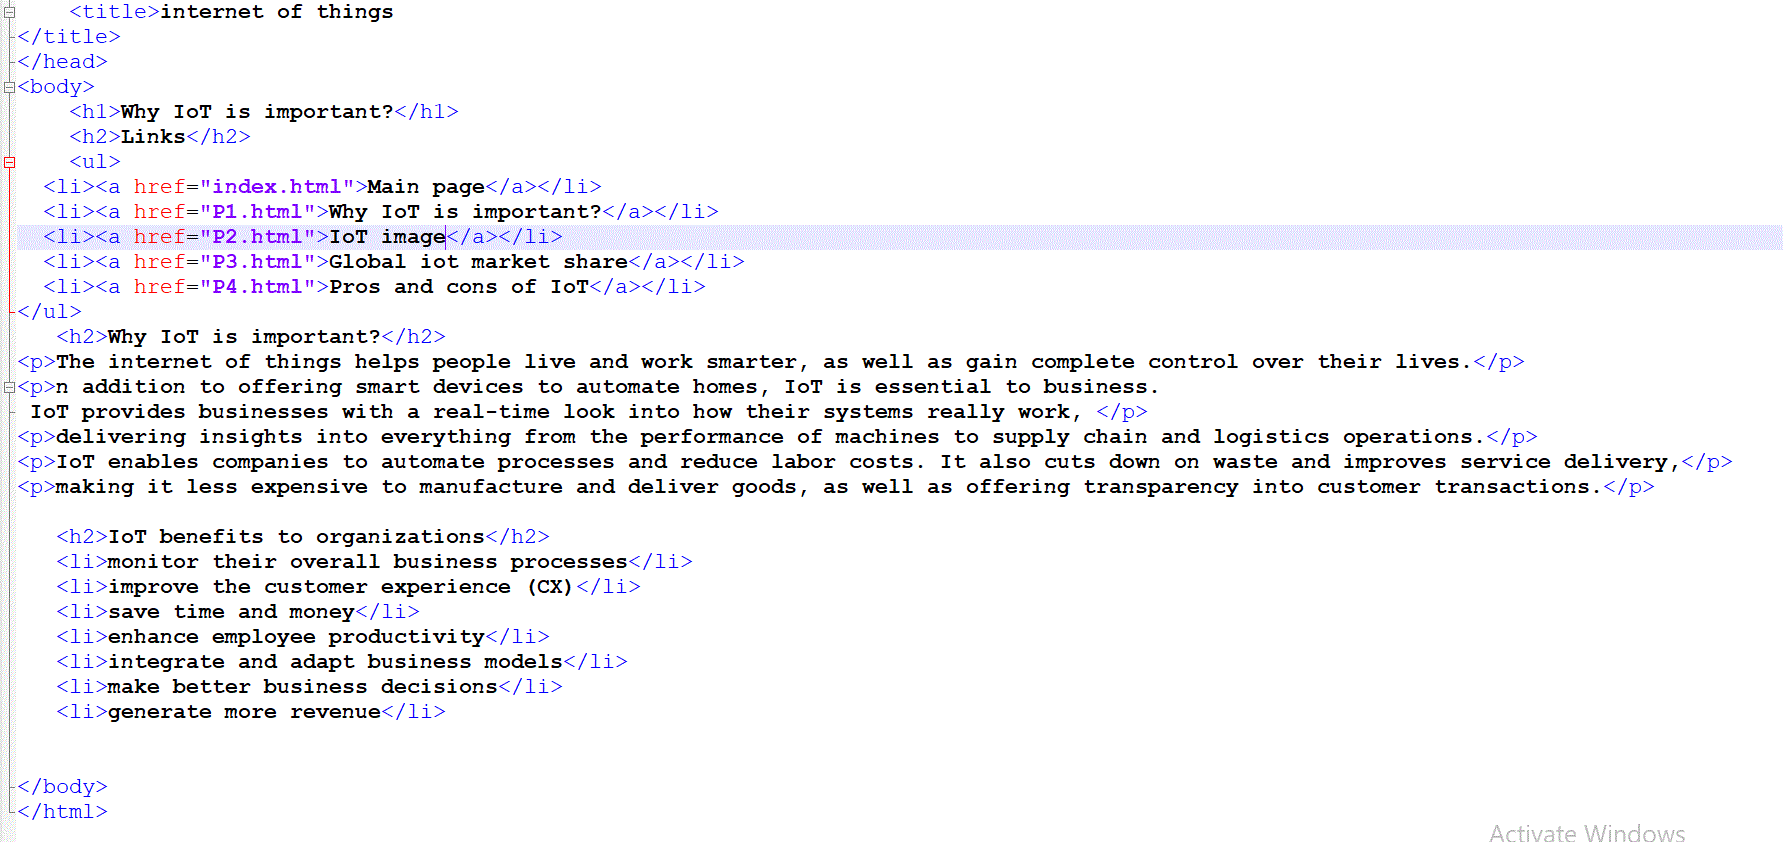 <title>internet of things
</title>
</head>
<body>
<h1>Why IoT is important?</h1>
<h2>Links</h2>
<ul>
<li><a href="index.html">Main page</a></li>
<li><a href="P1.html">Why IoT is important?</a></li>
<li><a href="P2.html">IoT image</a></li>
<li><a href="P3.html">Global iot market share</a></li>
<li><a href="P4.html">Pros and cons of IoT</a></li>
</ul>
<h2>Why IoT is important?</h2>
<p>The internet of things helps people live and work smarter, as well as gain complete control over their lives.</p>
<p>n addition to offering smart devices to automate homes, IoT is essential to business.
IoT provides businesses with a real-time look into how their systems really work, </p>
<p>delivering insights into everything from the performance of machines to supply chain and logistics operations.</p>
<p>IoT enables companies to automate processes and reduce labor costs. It also cuts down on waste and improves service delivery,</p>
<p>making it less expensive to manufacture and deliver goods, as well as offering transparency into customer transactions.</p>
<h2>IoT benefits to organizations</h2>
<li>monitor their overall business processes</li>
<li>improve the customer experience (CX)</li>
<li>save time and money</li>
<li>enhance employee productivity</li>
<li>integrate and adapt business models</li>
<li>make better business decisions</li>
<li>generate more revenue</li>
</body>
</html>
Activate Windows